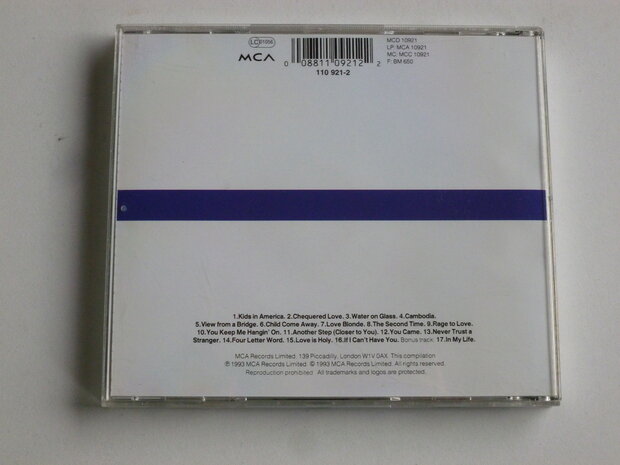 LC 01056
MCA
0 08811 09212 2
110 921-2
MCD 10921
LP: MCA 10921
MC: MCC 10921
F: BM 650
1.Kids in America. 2.Chequered Love. 3.Water on Glass. 4.Cambodia.
5.View from a Bridge. 6.Child Come Away. 7.Love Blonde. 8.The Second Time. 9.Rage to Love.
10.You Keep Me Hangin' On. 11.Another Step (Closer to You). 12.You Came. 13.Never Trust a
Stranger. 14.Four Letter Word. 15.Love is Holy. 16.If I Can't Have You. Bonus track: 17.In My Life.
MCA Records Limited. 139 Piccadilly, London W1V 0AX. This compilation
℗ 1993 MCA Records Limited. © 1993 MCA Records Limited. All rights reserved.
Reproduction prohibited. All trademarks and logos are protected.